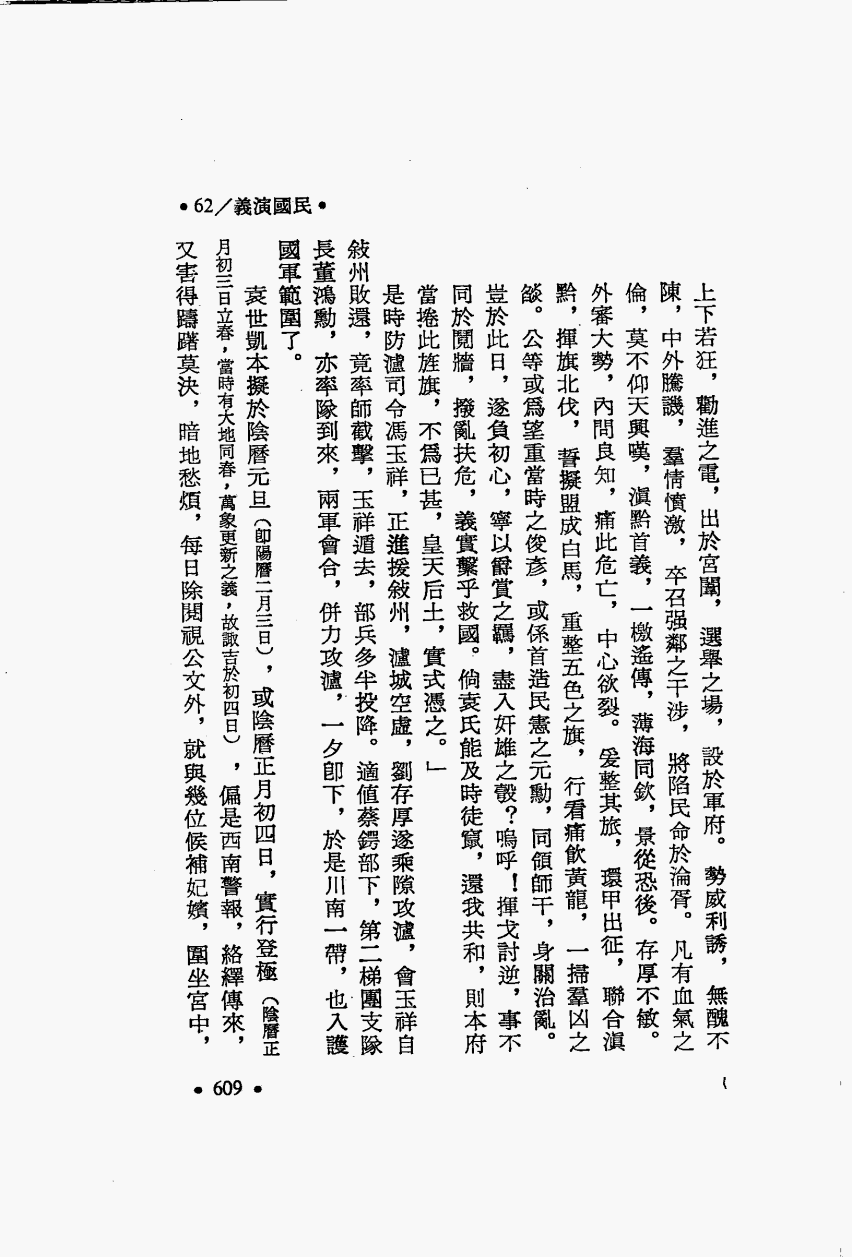 •62／義演國民•
上下若狂，勸進之電，出於宮闈，選舉之場，設於軍府。勢威利誘，無醜不
陳，中外騰譏，羣情憤激，卒召强鄰之干涉，將陷民命於淪胥。凡有血氣之
倫，莫不仰天興嘆，滇黔首義，一檄遙傳，薄海同欽，景從恐後。存厚不敏。
外審大勢，內問良知，痛此危亡，中心欲裂。爰整其旅，環甲出征，聯合滇
黔，揮旗北伐，誓擬盟成白馬，重整五色之旗，行看痛飲黃龍，一掃羣凶之
燄。公等或爲望重當時之俊彥，或係首造民憲之元勳，同領師干，身關治亂。
豈於此日，遂負初心，寧以爵賞之羈，盡入奸雄之彀？嗚呼！揮戈討逆，事不
同於鬩牆，撥亂扶危，義實繫乎救國。倘袁氏能及時徒竄，還我共和，則本府
當捲此旌旗，不爲已甚，皇天后土，實式憑之。」
是時防瀘司令馮玉祥，正進援敍州，瀘城空虛，劉存厚遂乘隙攻瀘，會玉祥自
敍州敗還，竟率師截擊，玉祥遁去，部兵多半投降。適値蔡鍔部下，第二梯團支隊
長董鴻勳，亦率隊到來，兩軍會合，併力攻瀘，一夕卽下，於是川南一帶，也入護
國軍範圍了。
袁世凱本擬於陰曆元旦（卽陽曆二月三日），或陰曆正月初四日，實行登極（陰曆正
月初三日立春，當時有大地同春，萬象更新之義，故諏吉於初四日），偏是西南警報，絡繹傳來，
又害得躊躇莫決，暗地愁煩，每日除閱視公文外，就與幾位候補妃嬪，圍坐宮中，
•609•